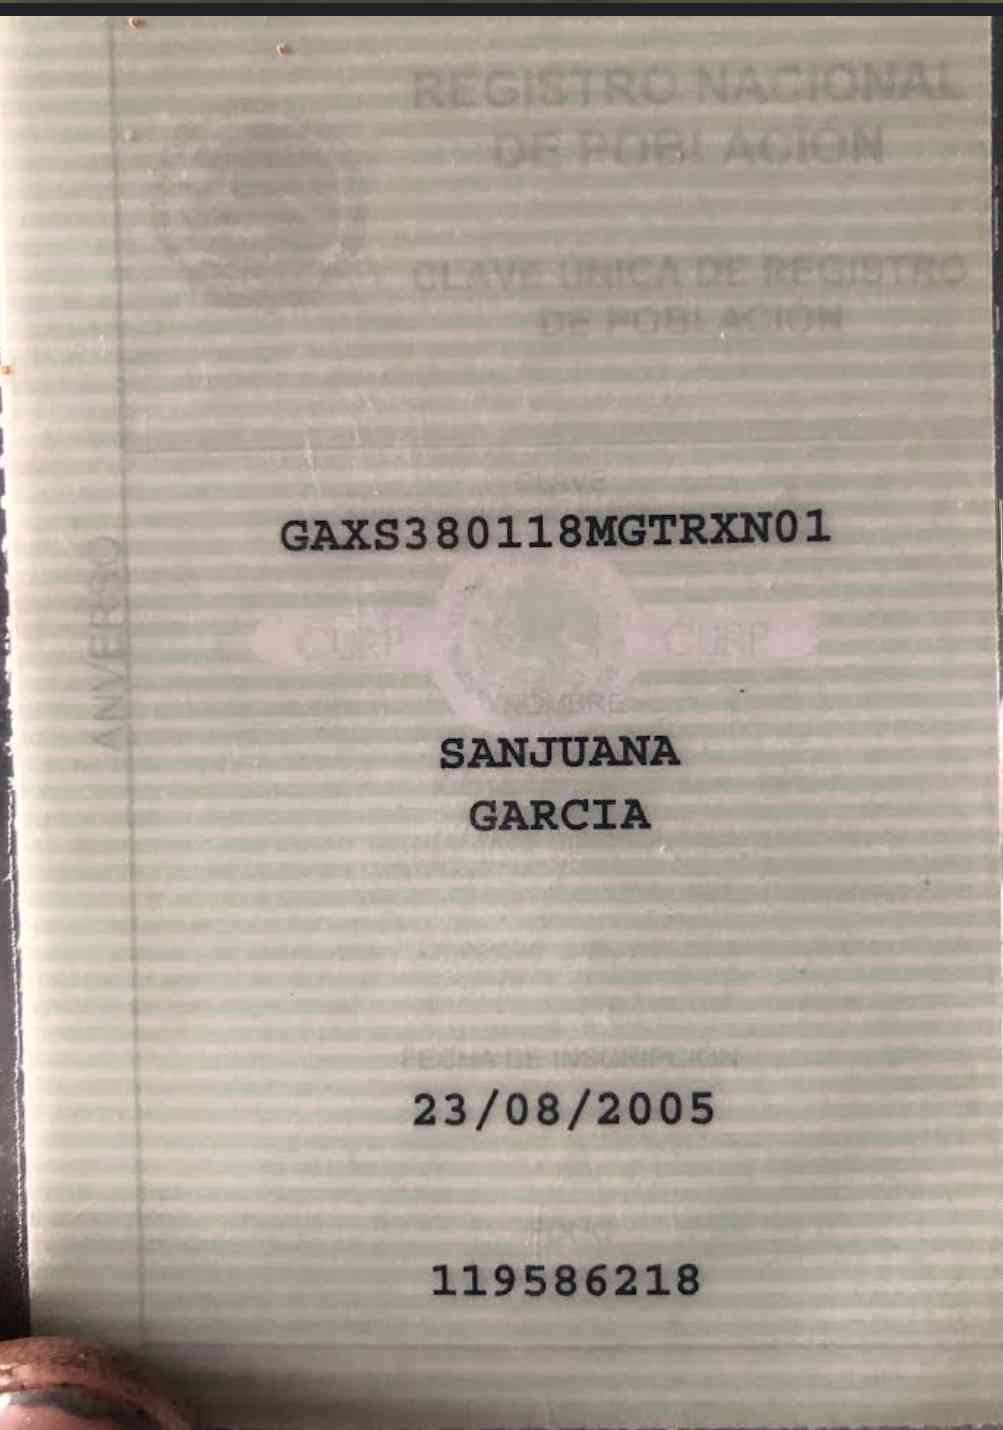 REGISTRO NACIONAL
DE POBLACIÓN
CLAVE ÚNICA DE REGISTRO
DE POBLACIÓN
CLAVE
GAXS380118MGTRXN01
ANVERSO
CURP CURP
NOMBRE
SANJUANA
GARCIA
FECHA DE INSCRIPCIÓN
23/08/2005
FOLIO
119586218